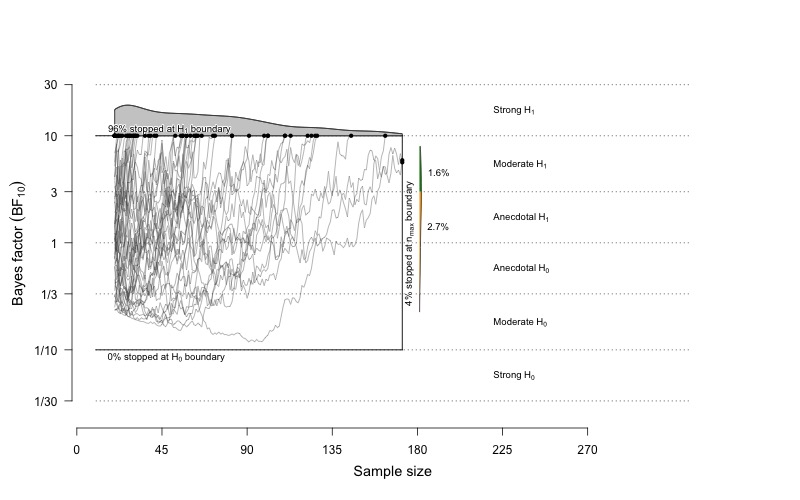 30
Strong H1
96% stopped at H1 boundary
10
Moderate H1
1.6%
3
Anecdotal H1
2.7%
1
Anecdotal H0
4% stopped at nmax boundary
1/3
Moderate H0
1/10
0% stopped at H0 boundary
Strong H0
1/30
Bayes factor (BF10)
0 45 90 135 180 225 270
Sample size